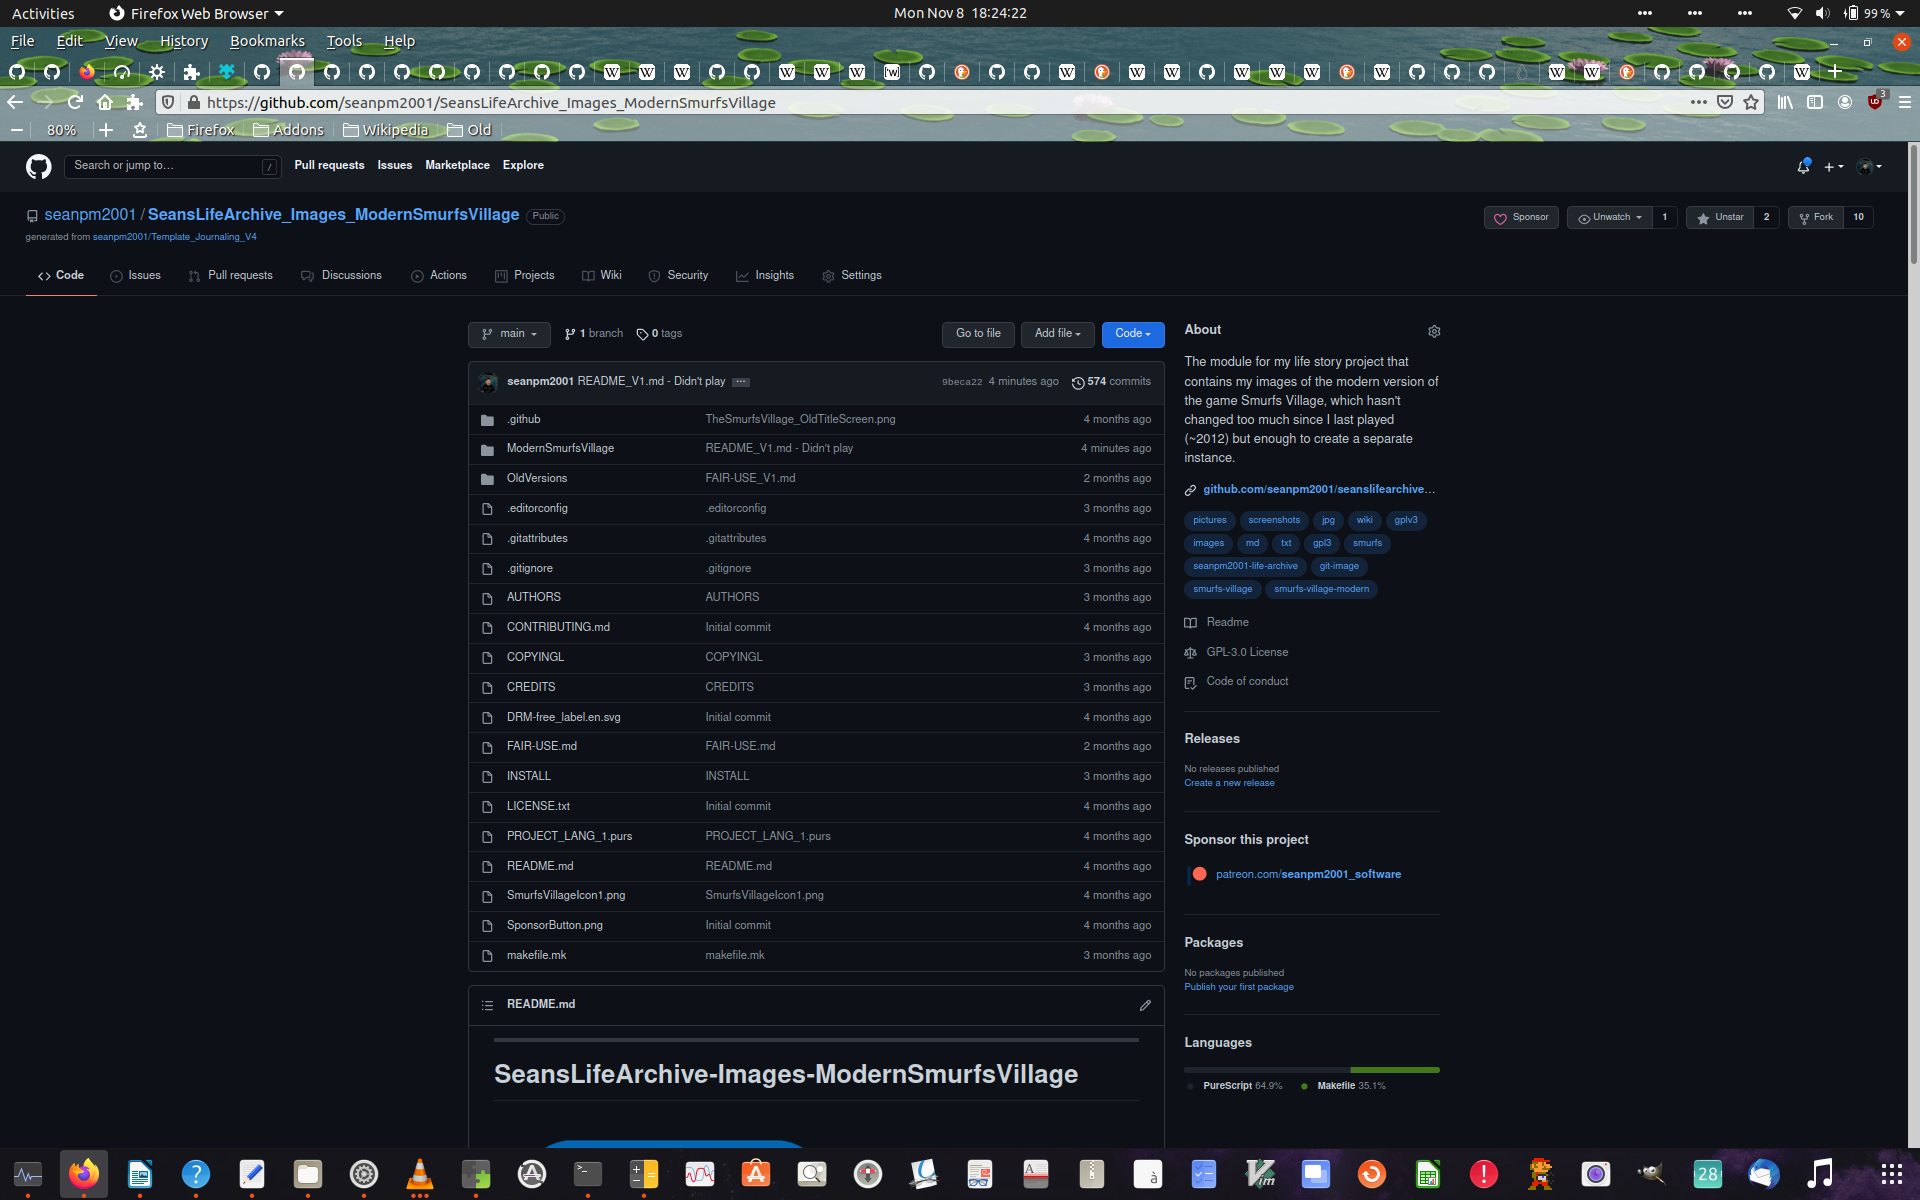 Activities Firefox Web Browser Mon Nov 8 18:24:22 99 %
File Edit View History Bookmarks Tools Help
https://github.com/seanpm2001/SeansLifeArchive_Images_ModernSmurfsVillage 3
80% Firefox Addons Wikipedia Old
Search or jump to… / Pull requests Issues Marketplace Explore
seanpm2001 / SeansLifeArchive_Images_ModernSmurfsVillage Public Sponsor Unwatch 1 Unstar 2 Fork 10
generated from seanpm2001/Template_Journaling_V4
Code Issues Pull requests Discussions Actions Projects Wiki Security Insights Settings
main 1 branch 0 tags Go to file Add file Code
seanpm2001 README_V1.md - Didn't play ... 9beca22 4 minutes ago 574 commits
.github TheSmurfsVillage_OldTitleScreen.png 4 months ago
ModernSmurfsVillage README_V1.md - Didn't play 4 minutes ago
OldVersions FAIR-USE_V1.md 2 months ago
.editorconfig .editorconfig 3 months ago
.gitattributes .gitattributes 4 months ago
.gitignore .gitignore 3 months ago
AUTHORS AUTHORS 3 months ago
CONTRIBUTING.md Initial commit 4 months ago
COPYINGL COPYINGL 3 months ago
CREDITS CREDITS 3 months ago
DRM-free_label.en.svg Initial commit 4 months ago
FAIR-USE.md FAIR-USE.md 2 months ago
INSTALL INSTALL 3 months ago
LICENSE.txt Initial commit 4 months ago
PROJECT_LANG_1.purs PROJECT_LANG_1.purs 4 months ago
README.md README.md 4 months ago
SmurfsVillageIcon1.png SmurfsVillageIcon1.png 4 months ago
SponsorButton.png Initial commit 4 months ago
makefile.mk makefile.mk 3 months ago
README.md
SeansLifeArchive-Images-ModernSmurfsVillage
About
The module for my life story project that
contains my images of the modern version of
the game Smurfs Village, which hasn't
changed too much since I last played
(~2012) but enough to create a separate
instance.
github.com/seanpm2001/seanslifearchive…
pictures screenshots jpg wiki gplv3
images md txt gpl3 smurfs
seanpm2001-life-archive git-image
smurfs-village smurfs-village-modern
Readme
GPL-3.0 License
Code of conduct
Releases
No releases published
Create a new release
Sponsor this project
patreon.com/seanpm2001_software
Packages
No packages published
Publish your first package
Languages
PureScript 64.9% Makefile 35.1%
28